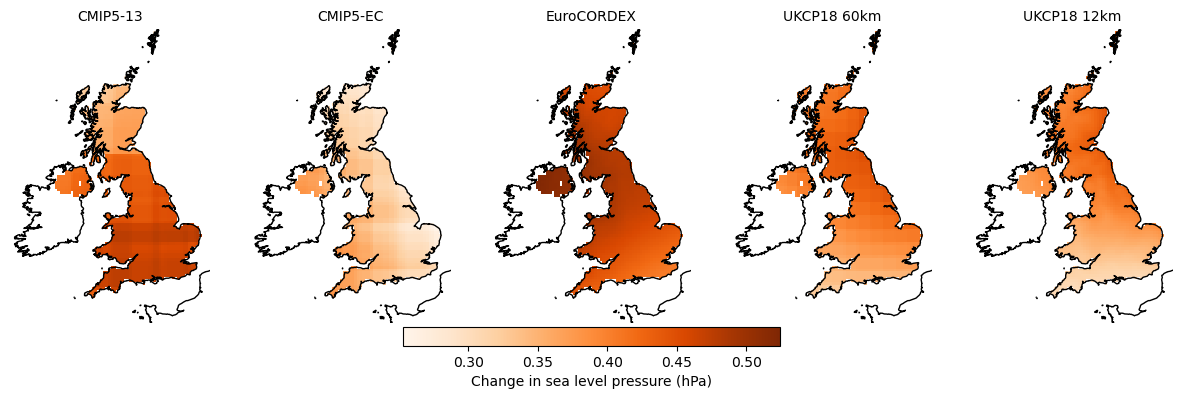 CMIP5-13 CMIP5-EC EuroCORDEX UKCP18 60km UKCP18 12km
0.30 0.35 0.40 0.45 0.50
Change in sea level pressure (hPa)